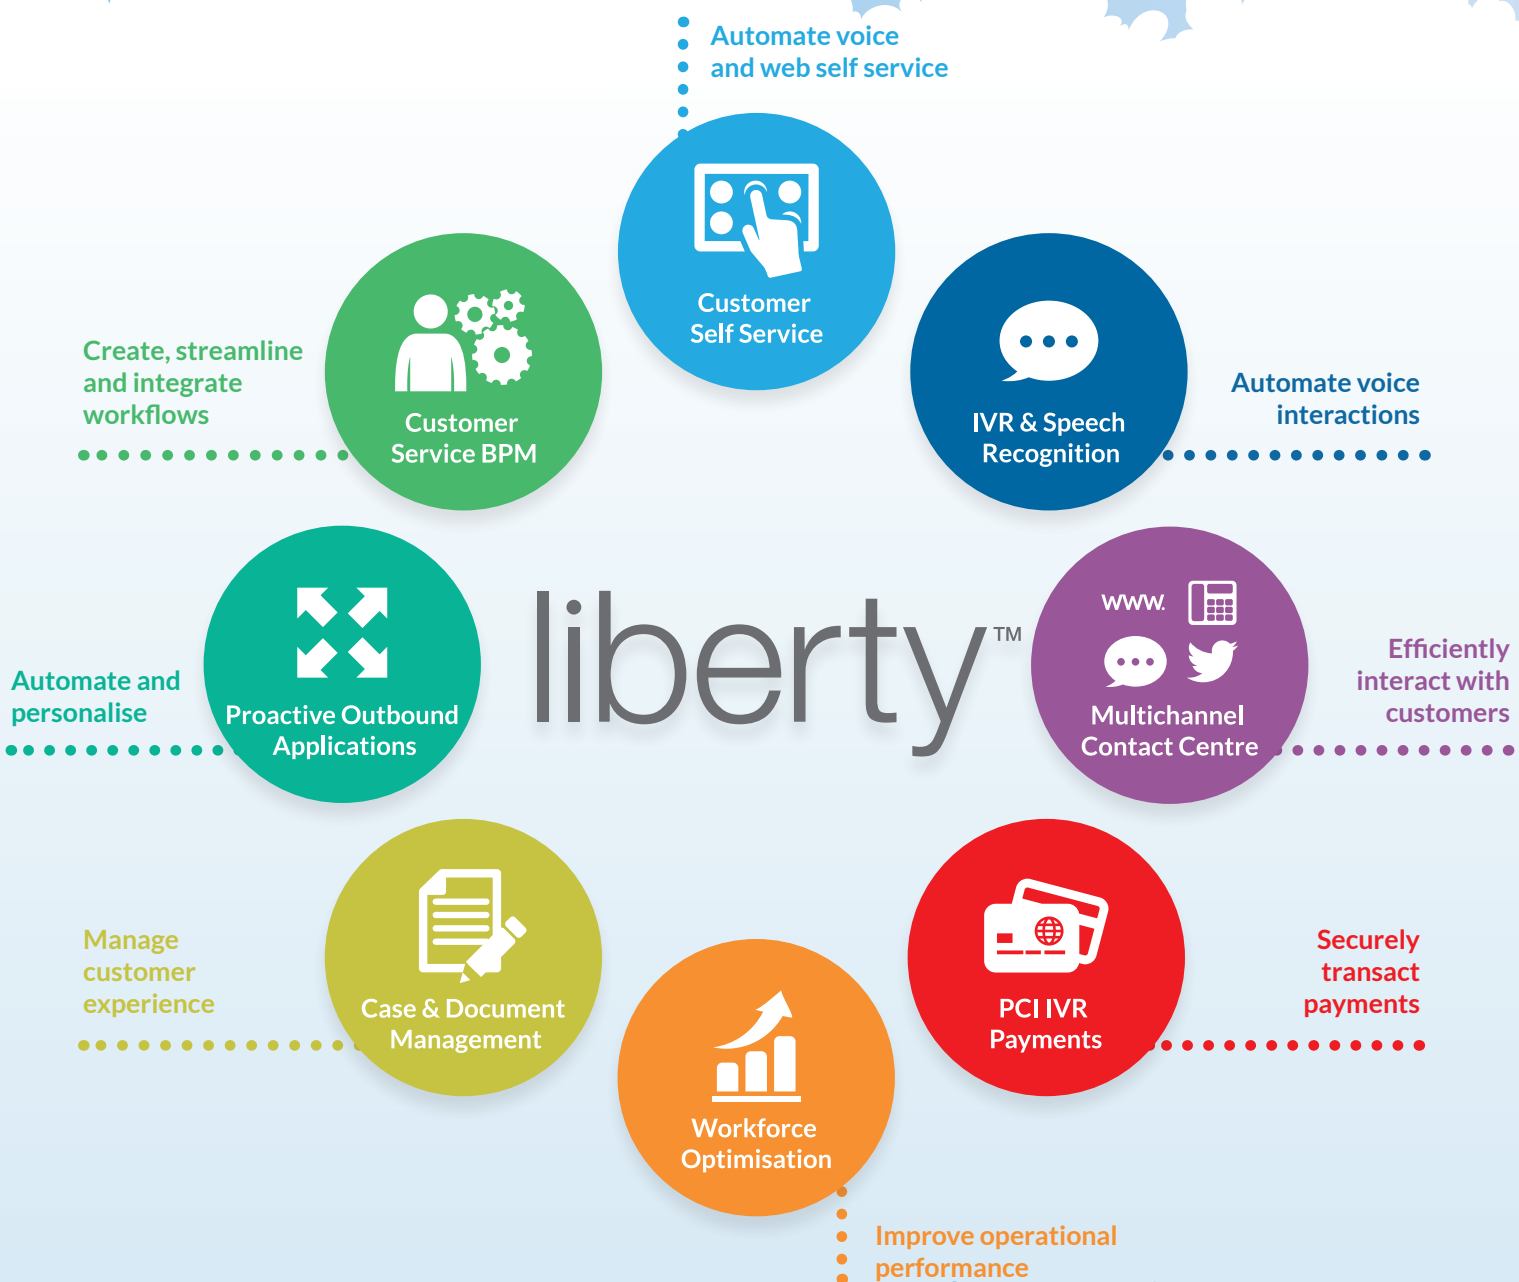 Automate voice
and web self service
Customer
Self Service
Create, streamline
and integrate
workflows
Customer
Service BPM
IVR & Speech
Recognition
Automate voice
interactions
Automate and
personalise
Proactive Outbound
Applications
liberty™
www.
Multichannel
Contact Centre
Efficiently
interact with
customers
Manage
customer
experience
Case & Document
Management
Workforce
Optimisation
PCI IVR
Payments
Securely
transact
payments
Improve operational
performance